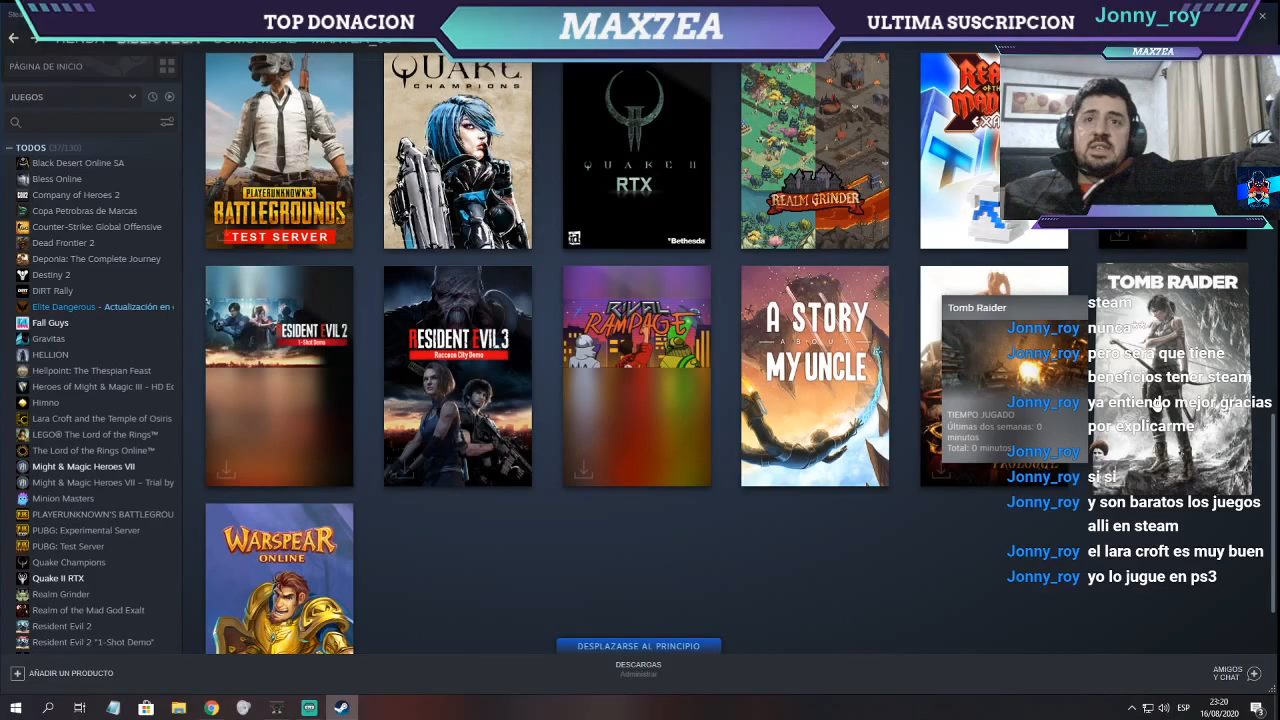 TOP DONACION
MAX7EA
ULTIMA SUSCRIPCION
Jonny_roy
MAX7EA
PÁGINA DE INICIO
JUEGOS
TODOS (37/130)
Black Desert Online SA
Bless Online
Company of Heroes 2
Copa Petrobras de Marcas
Counter-Strike: Global Offensive
Dead Frontier 2
Deponia: The Complete Journey
Destiny 2
DIRT Rally
Elite Dangerous - Actualización en
Fall Guys
Gravitas
HELLION
Hellpoint: The Thespian Feast
Heroes of Might & Magic III - HD Ed
Himno
Lara Croft and the Temple of Osiris
LEGO® The Lord of the Rings™
The Lord of the Rings Online™
Might & Magic Heroes VII
Might & Magic Heroes VII - Trial by
Minion Masters
PLAYERUNKNOWN'S BATTLEGROU
PUBG: Experimental Server
PUBG: Test Server
Quake Champions
Quake II RTX
Realm Grinder
Realm of the Mad God Exalt
Resident Evil 2
Resident Evil 2 "1-Shot Demo"
AÑADIR UN PRODUCTO
PLAYERUNKNOWN'S
BATTLEGROUNDS
TEST SERVER
QUAKE
CHAMPIONS
QUAKE II
RTX
id
Bethesda
REALM GRINDER
RESIDENT EVIL 2
1-Shot Demo
RESIDENT EVIL 3
Raccoon City Demo
RIVAL
RAMPAGE
A STORY
ABOUT
MY UNCLE
TOMB RAIDER
Tomb Raider
TIEMPO JUGADO
Últimas dos semanas: 0
minutos
Total: 0 minutos
PROLOGUE
WARSPEAR
ONLINE
steam
Jonny_roy nunca??
Jonny_roy pero sera que tiene
beneficios tener steam
Jonny_roy ya entiendo mejor gracias
por explicarme
Jonny_roy
Jonny_roy si si
Jonny_roy y son baratos los juegos
alli en steam
Jonny_roy el lara croft es muy buen
Jonny_roy yo lo jugue en ps3
DESPLAZARSE AL PRINCIPIO
DESCARGAS
Administrar
AMIGOS
Y CHAT
ESP
23:20
16/08/2020
3